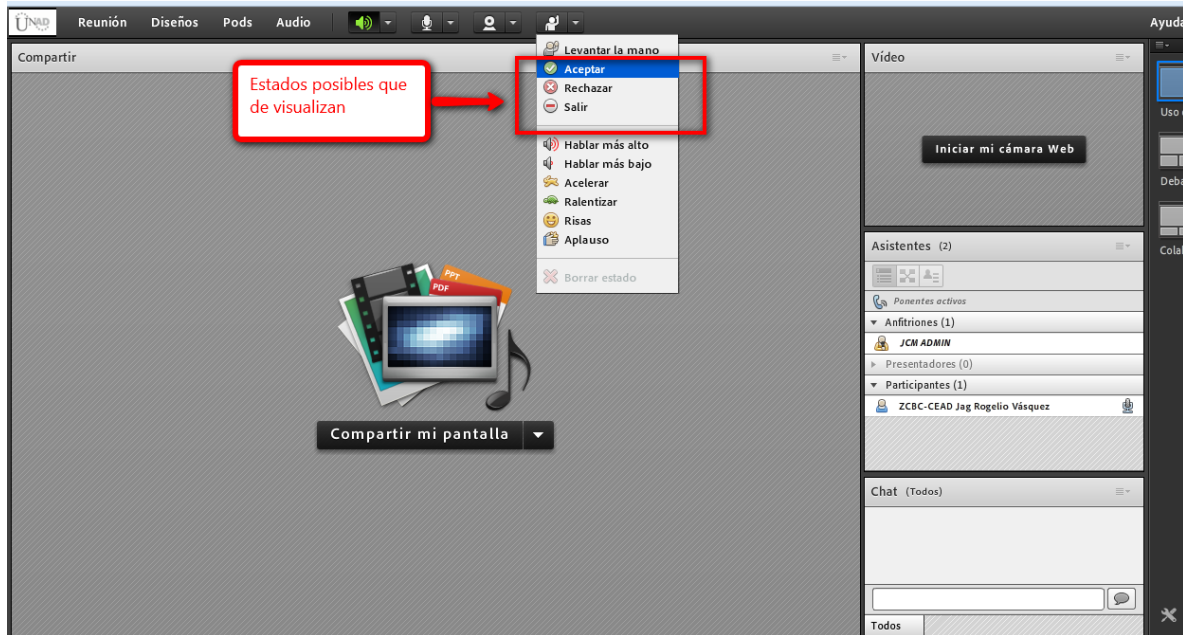 UNAD
Reunión Diseños Pods Audio Ayuda
Compartir
Estados posibles que
de visualizan
Levantar la mano
Aceptar
Rechazar
Salir
Hablar más alto
Hablar más bajo
Acelerar
Ralentizar
Risas
Aplauso
Borrar estado
PPT
PDF
Compartir mi pantalla
Vídeo
Iniciar mi cámara Web
Asistentes (2)
Ponentes activos
Anfitriones (1)
JCM ADMIN
Presentadores (0)
Participantes (1)
ZCBC-CEAD Jag Rogelio Vásquez
Chat (Todos)
Todos
Uso
Deba
Colal